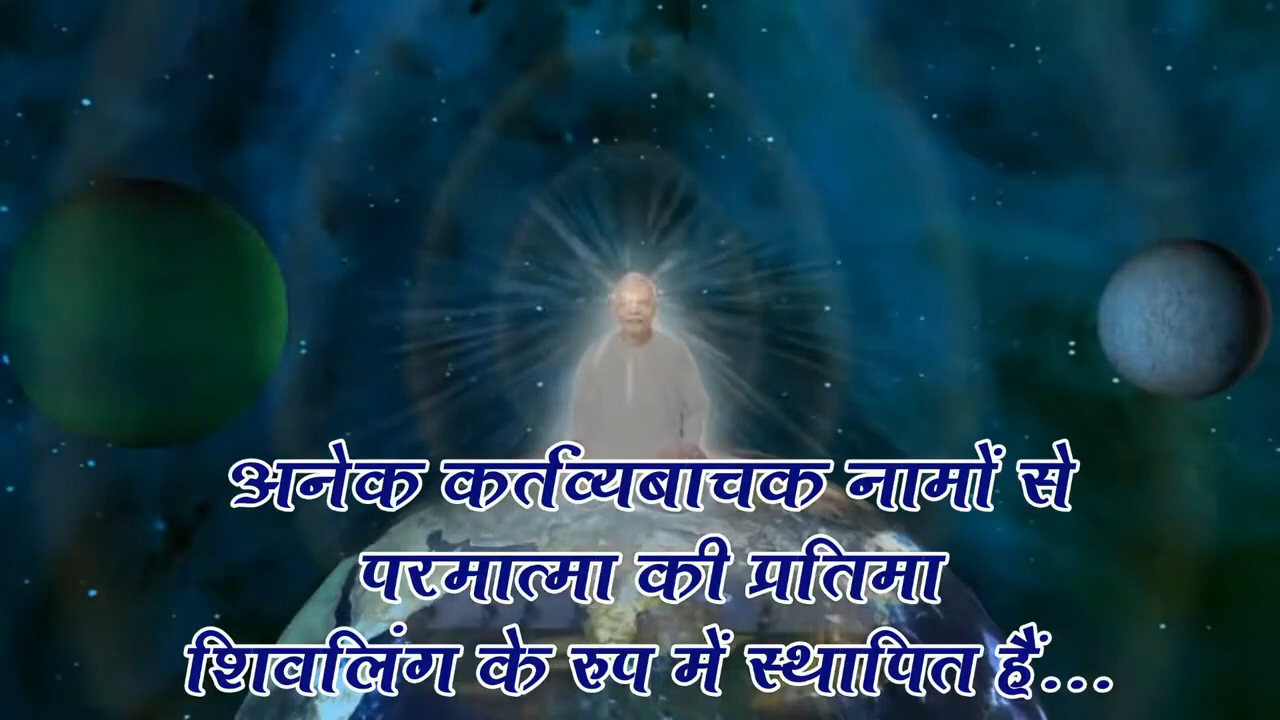 अनेक कर्तव्यबाचक नामों से
परमात्मा की प्रतिमा
शिवलिंग के रुप में स्थापित हैं...